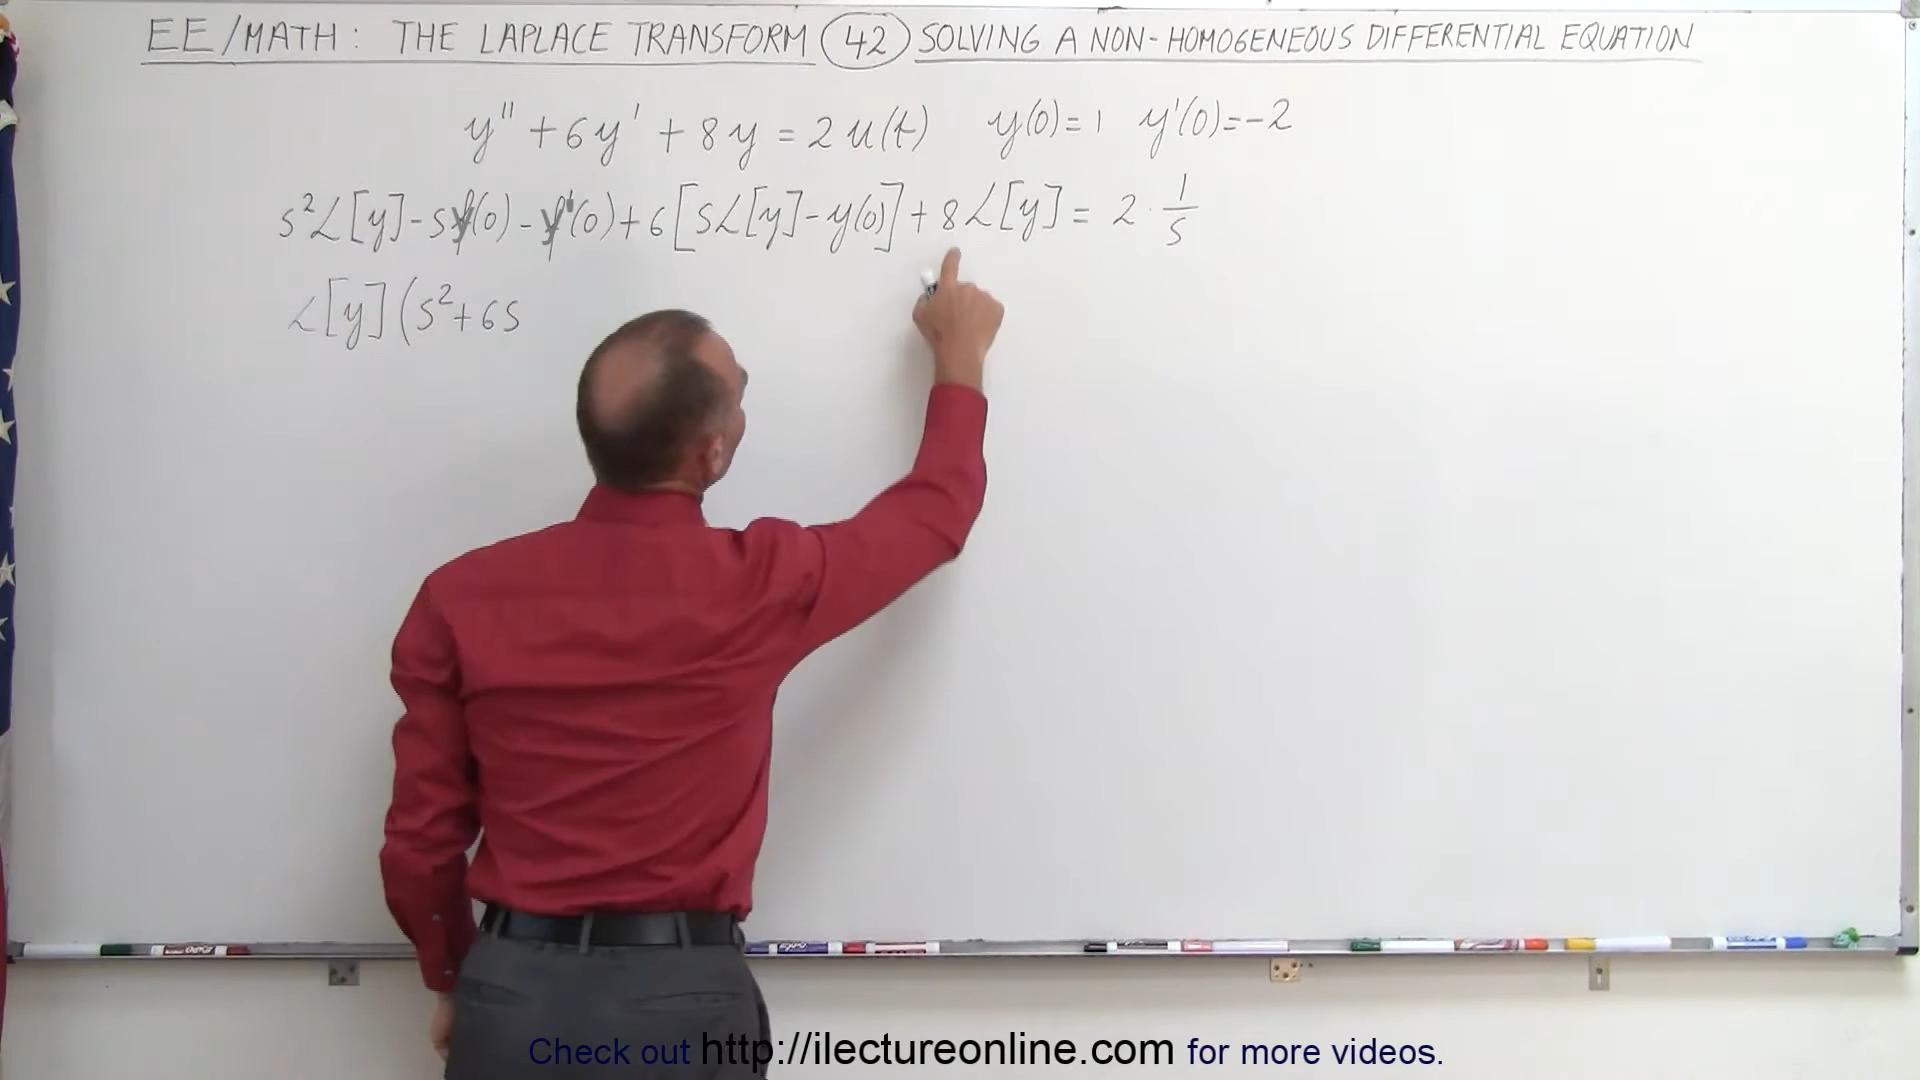 EE/MATH: THE LAPLACE TRANSFORM 42 SOLVING A NON-HOMOGENEOUS DIFFERENTIAL EQUATION
y'' + 6y' + 8y = 2u(t)   y(0)=1   y'(0)=-2
s²ℒ[y] - sy(0) - y'(0) + 6[sℒ[y] - y(0)] + 8ℒ[y] = 2 · 1/s
ℒ[y](s² + 6s
EXPO
Check out http://ilectureonline.com for more videos.